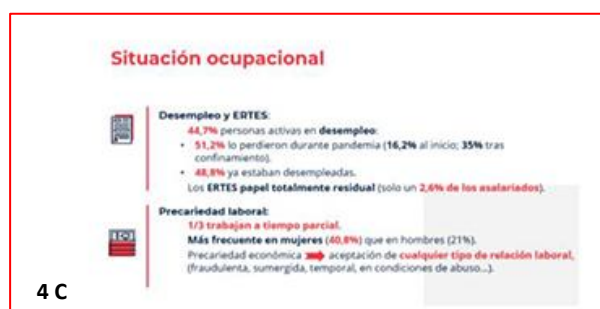 Situación ocupacional
Desempleo y ERTES:
44,7% personas activas en desempleo:
• 51,2% lo perdieron durante pandemia (16,2% al inicio; 35% tras
confinamiento).
• 48,8% ya estaban desempleadas.
Los ERTES papel totalmente residual (solo un 2,6% de los asalariados).
Precariedad laboral:
1/3 trabajan a tiempo parcial.
Más frecuente en mujeres (40,8%) que en hombres (21%).
Precariedad económica ➡ aceptación de cualquier tipo de relación laboral,
(fraudulenta, sumergida, temporal, en condiciones de abuso...).
4 C